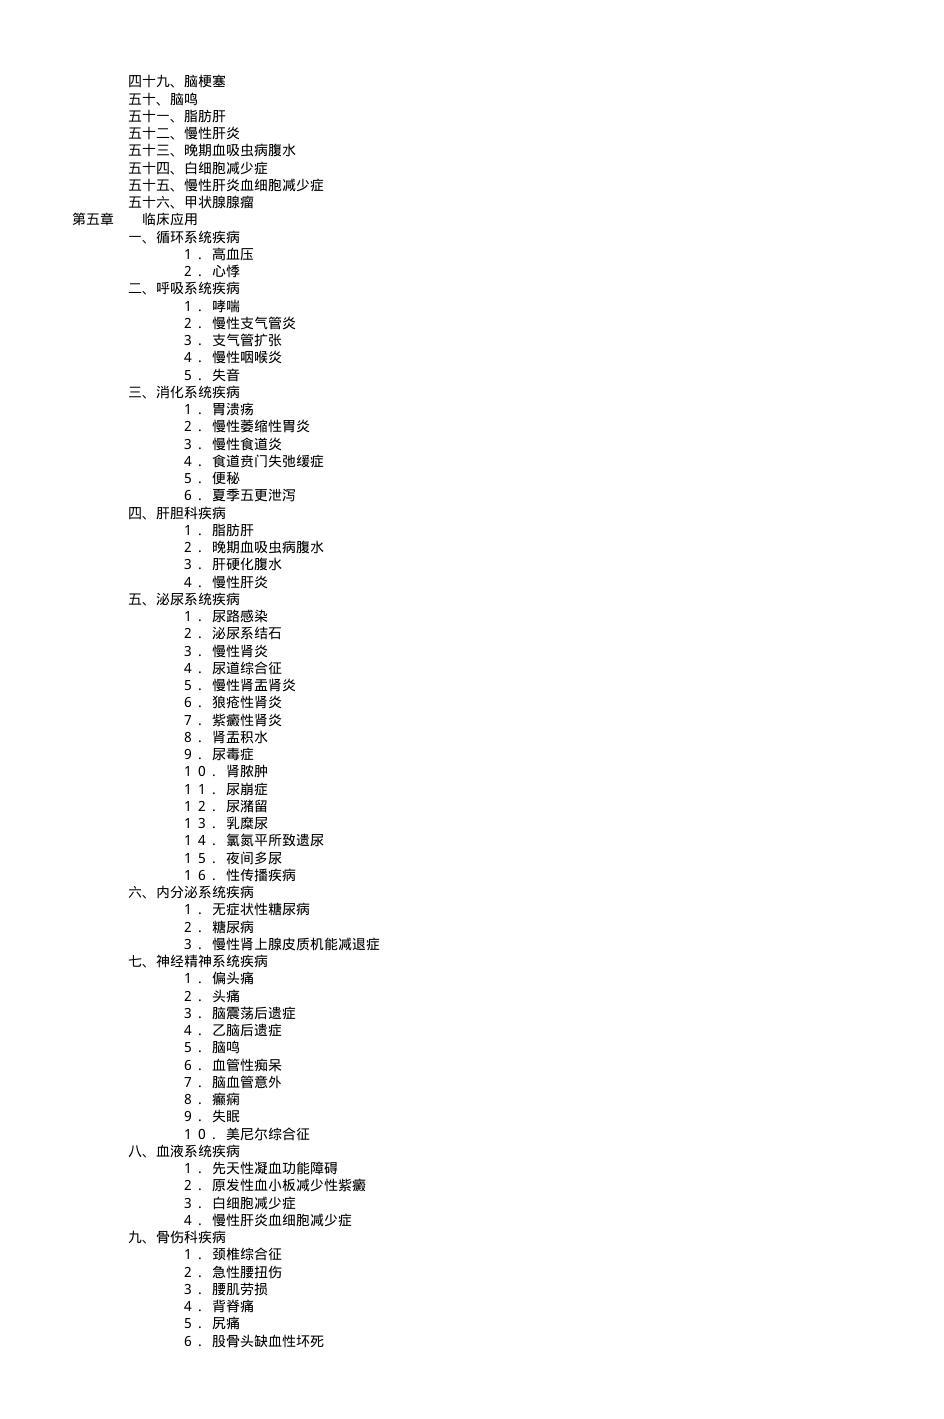 四十九、脑梗塞
五十、脑鸣
五十一、脂肪肝
五十二、慢性肝炎
五十三、晚期血吸虫病腹水
五十四、白细胞减少症
五十五、慢性肝炎血细胞减少症
五十六、甲状腺腺瘤
第五章　　临床应用
一、循环系统疾病
１．高血压
２．心悸
二、呼吸系统疾病
１．哮喘
２．慢性支气管炎
３．支气管扩张
４．慢性咽喉炎
５．失音
三、消化系统疾病
１．胃溃疡
２．慢性萎缩性胃炎
３．慢性食道炎
４．食道贲门失弛缓症
５．便秘
６．夏季五更泄泻
四、肝胆科疾病
１．脂肪肝
２．晚期血吸虫病腹水
３．肝硬化腹水
４．慢性肝炎
五、泌尿系统疾病
１．尿路感染
２．泌尿系结石
３．慢性肾炎
４．尿道综合征
５．慢性肾盂肾炎
６．狼疮性肾炎
７．紫癜性肾炎
８．肾盂积水
９．尿毒症
１０．肾脓肿
１１．尿崩症
１２．尿潴留
１３．乳糜尿
１４．氯氮平所致遗尿
１５．夜间多尿
１６．性传播疾病
六、内分泌系统疾病
１．无症状性糖尿病
２．糖尿病
３．慢性肾上腺皮质机能减退症
七、神经精神系统疾病
１．偏头痛
２．头痛
３．脑震荡后遗症
４．乙脑后遗症
５．脑鸣
６．血管性痴呆
７．脑血管意外
８．癫痫
９．失眠
１０．美尼尔综合征
八、血液系统疾病
１．先天性凝血功能障碍
２．原发性血小板减少性紫癜
３．白细胞减少症
４．慢性肝炎血细胞减少症
九、骨伤科疾病
１．颈椎综合征
２．急性腰扭伤
３．腰肌劳损
４．背脊痛
５．尻痛
６．股骨头缺血性坏死